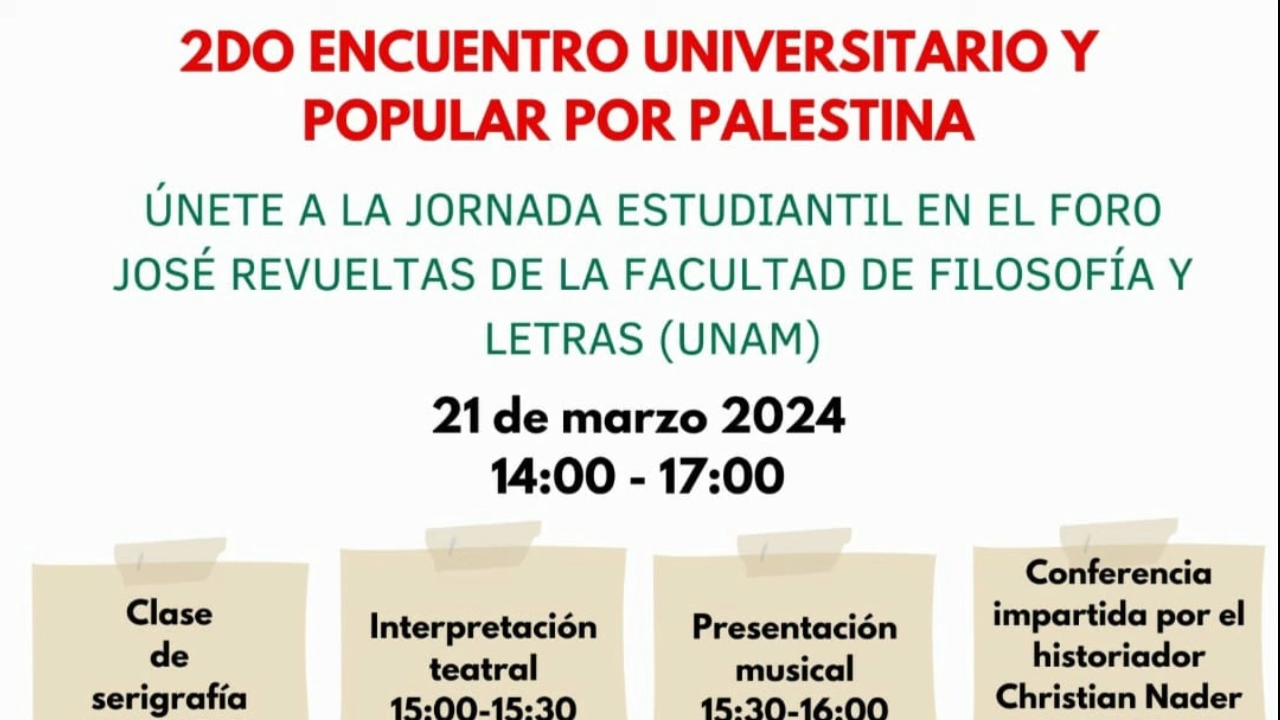 2DO ENCUENTRO UNIVERSITARIO Y
POPULAR POR PALESTINA
ÚNETE A LA JORNADA ESTUDIANTIL EN EL FORO
JOSÉ REVUELTAS DE LA FACULTAD DE FILOSOFÍA Y
LETRAS (UNAM)
21 de marzo 2024
14:00 - 17:00
Clase
de
serigrafía
Interpretación
teatral
15:00-15:30
Presentación
musical
15:30-16:00
Conferencia
impartida por el
historiador
Christian Nader